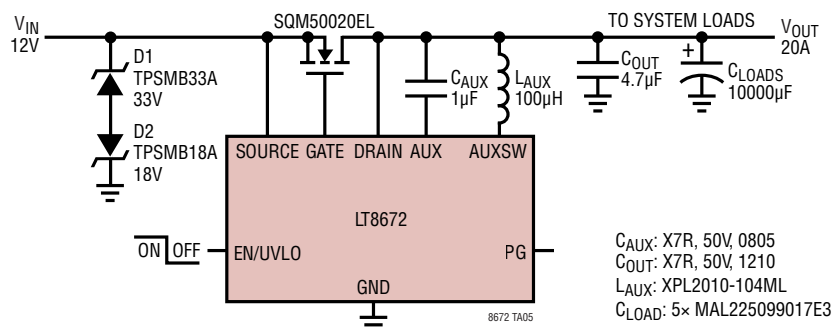 SQM50020EL
TO SYSTEM LOADS
VIN
12V
VOUT
20A
D1
TPSMB33A
33V
D2
TPSMB18A
18V
CAUX
1µF
LAUX
100µH
COUT
4.7µF
+
CLOADS
10000µF
SOURCE GATE DRAIN AUX AUXSW
LT8672
ON OFF
EN/UVLO
PG
GND
8672 TA05
CAUX: X7R, 50V, 0805
COUT: X7R, 50V, 1210
LAUX: XPL2010-104ML
CLOAD: 5× MAL225099017E3